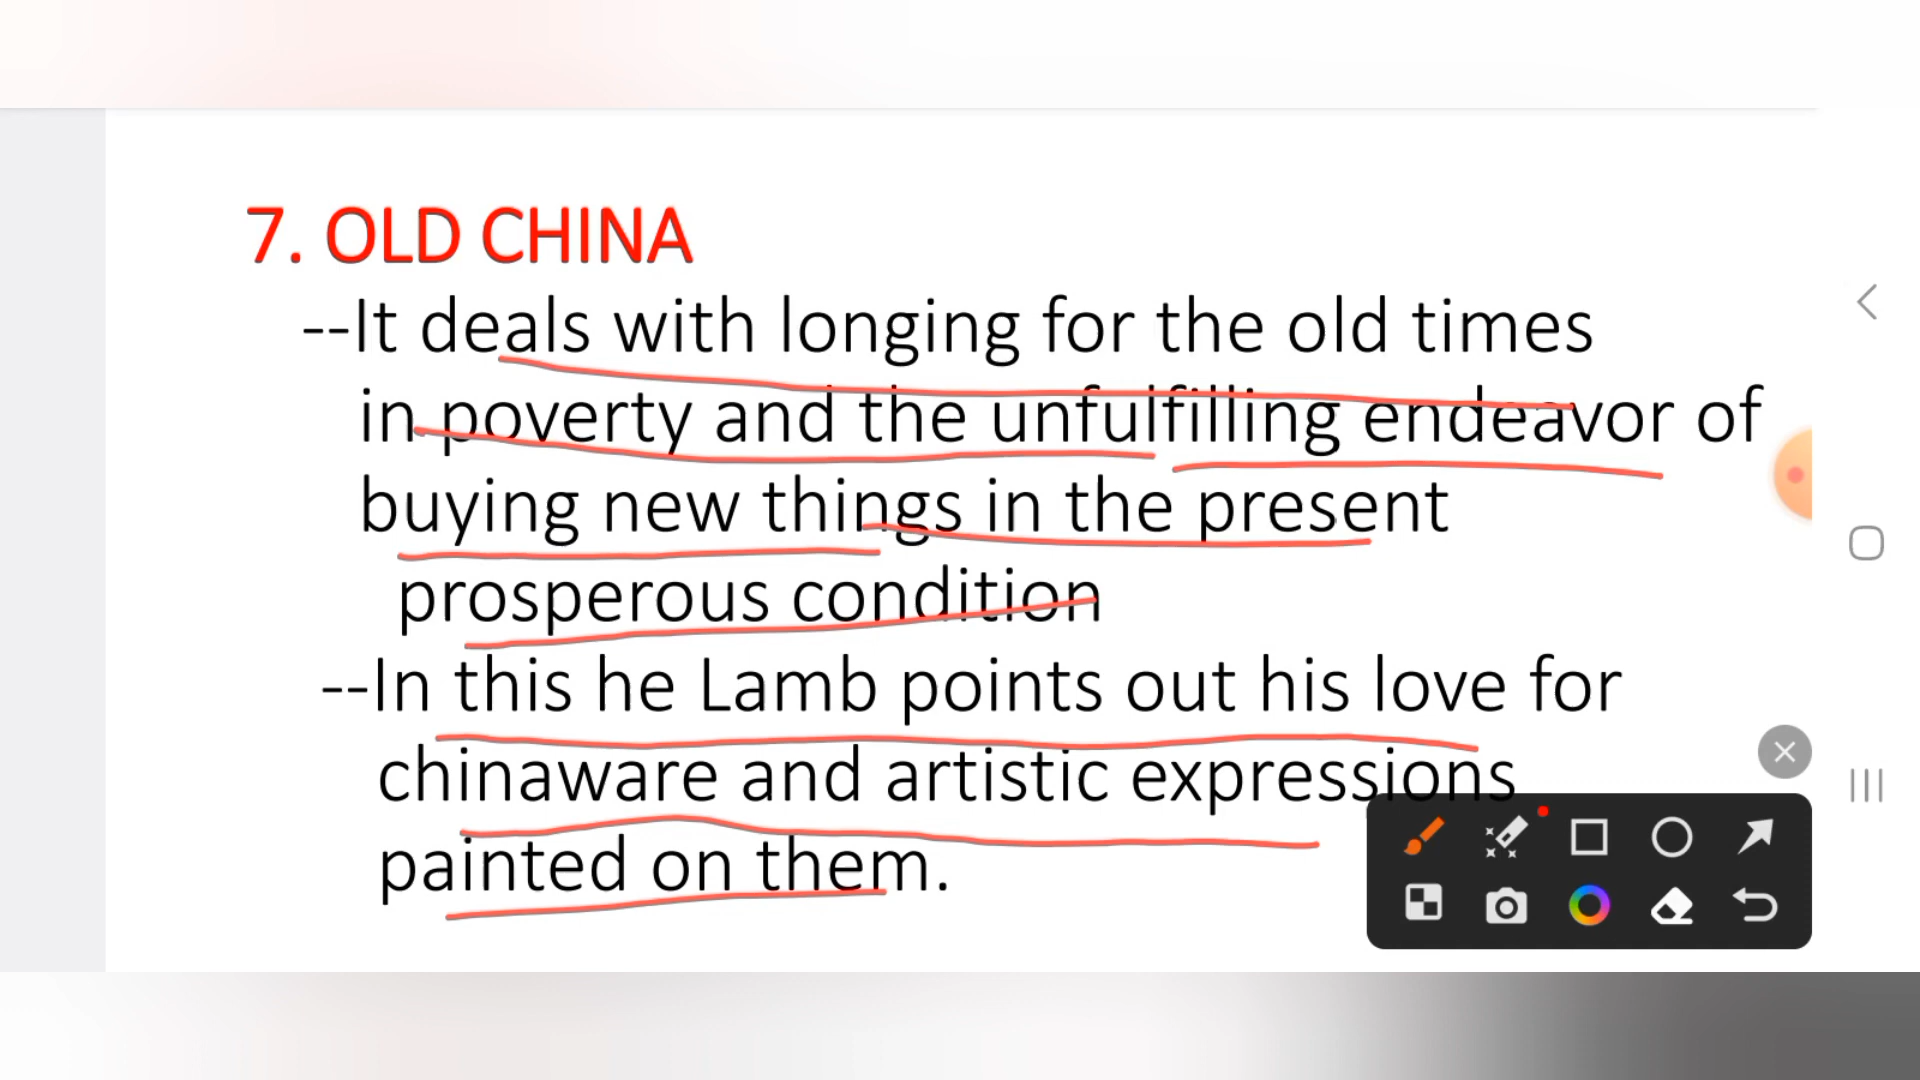 7. OLD CHINA
--It deals with longing for the old times
in poverty and the unfulfilling endeavor of
buying new things in the present
prosperous condition
--In this he Lamb points out his love for
chinaware and artistic expressions
painted on them.